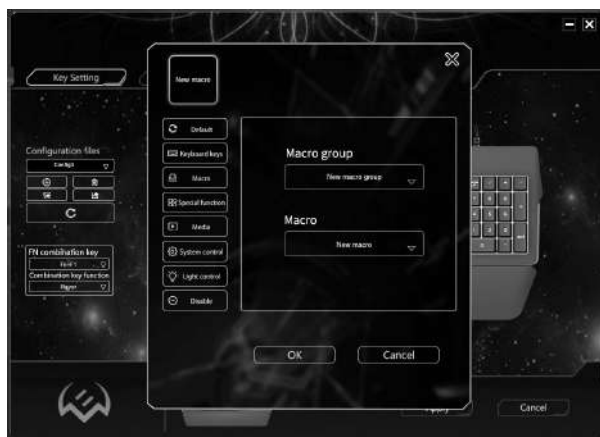 Key Setting
New macro
Configuration files
Config1
FN combination key
Combination key function
Default
Keyboard keys
Macro
Special function
Media
System control
Light control
Disable
Macro group
New macro group
Macro
New macro
OK
Cancel
Cancel